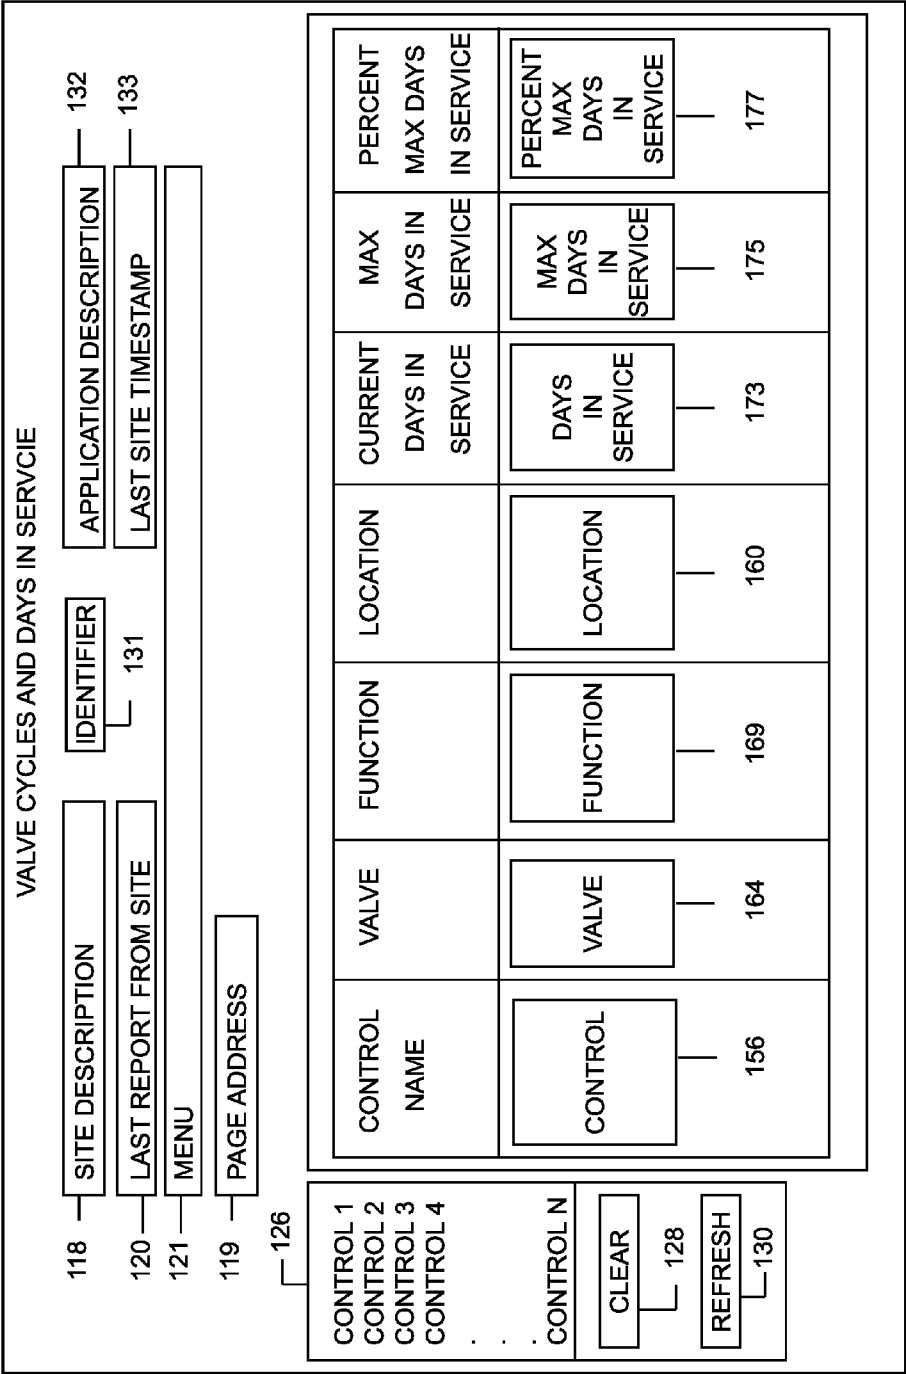 VALVE CYCLES AND DAYS IN SERVCIE
118 SITE DESCRIPTION
IDENTIFIER
131
APPLICATION DESCRIPTION 132
120 LAST REPORT FROM SITE
LAST SITE TIMESTAMP 133
121 MENU
119 PAGE ADDRESS
126
CONTROL 1
CONTROL 2
CONTROL 3
CONTROL 4
.
.
.
CONTROL N
CLEAR
128
REFRESH
130
CONTROL
NAME
VALVE
FUNCTION
LOCATION
CURRENT
DAYS IN
SERVICE
MAX
DAYS IN
SERVICE
PERCENT
MAX DAYS
IN SERVICE
CONTROL
156
VALVE
164
FUNCTION
169
LOCATION
160
DAYS
IN
SERVICE
173
MAX
DAYS
IN
SERVICE
175
PERCENT
MAX
DAYS
IN
SERVICE
177